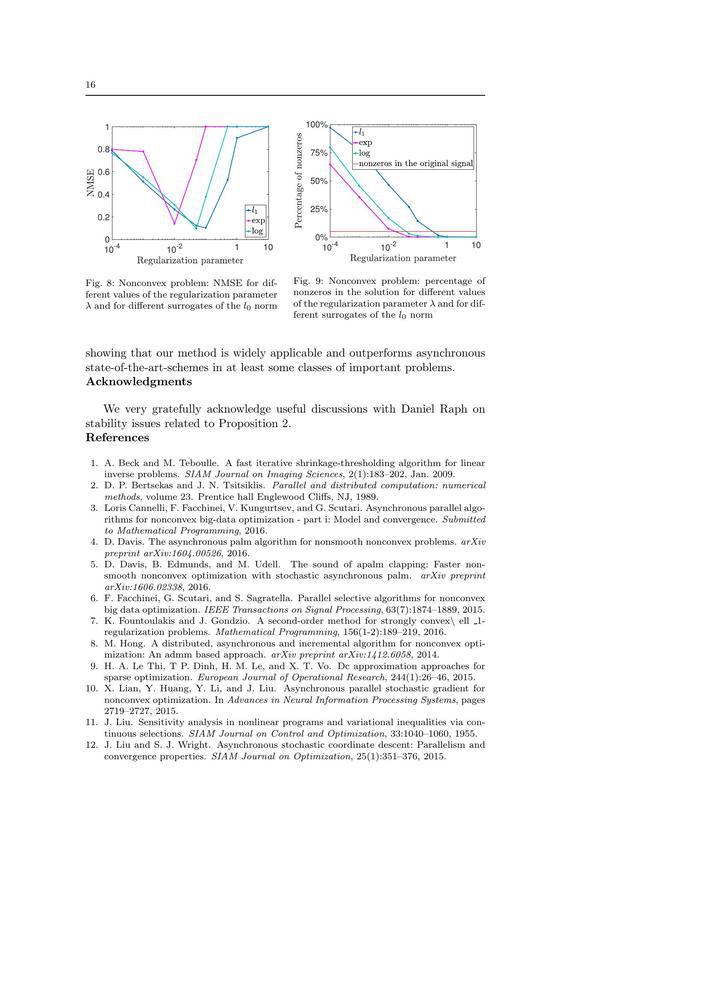 16
1
0.8
0.6
0.4
0.2
0
NMSE
10-4
10-2
1
10
Regularization parameter
l1
exp
log
100%
75%
50%
25%
0%
Percentage of nonzeros
10-4
10-2
1
10
Regularization parameter
l1
exp
log
nonzeros in the original signal
Fig. 8: Nonconvex problem: NMSE for dif-
ferent values of the regularization parameter
λ and for different surrogates of the l0 norm
Fig. 9: Nonconvex problem: percentage of
nonzeros in the solution for different values
of the regularization parameter λ and for dif-
ferent surrogates of the l0 norm
showing that our method is widely applicable and outperforms asynchronous
state-of-the-art-schemes in at least some classes of important problems.
Acknowledgments
We very gratefully acknowledge useful discussions with Daniel Raph on
stability issues related to Proposition 2.
References
1. A. Beck and M. Teboulle. A fast iterative shrinkage-thresholding algorithm for linear
inverse problems. SIAM Journal on Imaging Sciences, 2(1):183–202, Jan. 2009.
2. D. P. Bertsekas and J. N. Tsitsiklis. Parallel and distributed computation: numerical
methods, volume 23. Prentice hall Englewood Cliffs, NJ, 1989.
3. Loris Cannelli, F. Facchinei, V. Kungurtsev, and G. Scutari. Asynchronous parallel algo-
rithms for nonconvex big-data optimization - part i: Model and convergence. Submitted
to Mathematical Programming, 2016.
4. D. Davis. The asynchronous palm algorithm for nonsmooth nonconvex problems. arXiv
preprint arXiv:1604.00526, 2016.
5. D. Davis, B. Edmunds, and M. Udell. The sound of apalm clapping: Faster non-
smooth nonconvex optimization with stochastic asynchronous palm. arXiv preprint
arXiv:1606.02338, 2016.
6. F. Facchinei, G. Scutari, and S. Sagratella. Parallel selective algorithms for nonconvex
big data optimization. IEEE Transactions on Signal Processing, 63(7):1874–1889, 2015.
7. K. Fountoulakis and J. Gondzio. A second-order method for strongly convex\ ell _1-
regularization problems. Mathematical Programming, 156(1-2):189–219, 2016.
8. M. Hong. A distributed, asynchronous and incremental algorithm for nonconvex opti-
mization: An admm based approach. arXiv preprint arXiv:1412.6058, 2014.
9. H. A. Le Thi, T P. Dinh, H. M. Le, and X. T. Vo. Dc approximation approaches for
sparse optimization. European Journal of Operational Research, 244(1):26–46, 2015.
10. X. Lian, Y. Huang, Y. Li, and J. Liu. Asynchronous parallel stochastic gradient for
nonconvex optimization. In Advances in Neural Information Processing Systems, pages
2719–2727, 2015.
11. J. Liu. Sensitivity analysis in nonlinear programs and variational inequalities via con-
tinuous selections. SIAM Journal on Control and Optimization, 33:1040–1060, 1955.
12. J. Liu and S. J. Wright. Asynchronous stochastic coordinate descent: Parallelism and
convergence properties. SIAM Journal on Optimization, 25(1):351–376, 2015.